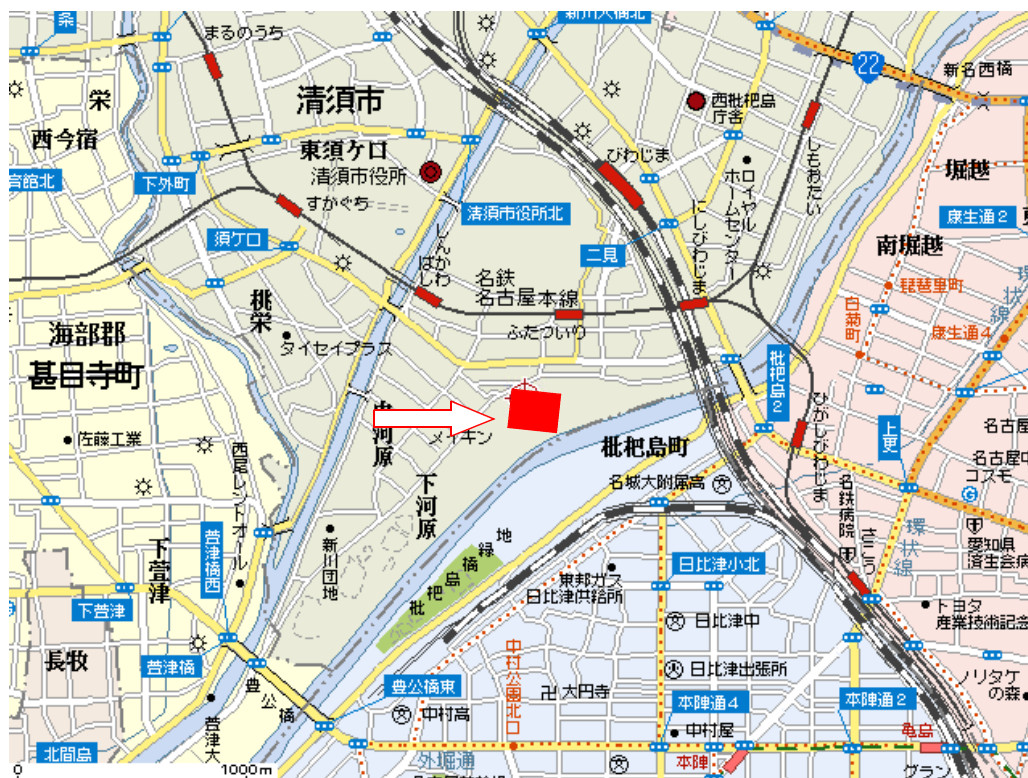 条
まるのうち
新川大橋北
22
新名西橋
栄
西今宿
清須市
西枇杷島
庁舎
東須ケ口
清須市役所
びわじま
しもおたい
ロイヤル
ホームセンター
堀越
下外町
すかぐち
清須市役所北
康生通2
須ケ口
しんかわ
ばし
二見
にしびわじま
南堀越
桃栄
名鉄
名古屋本線
琵琶里町
環状線
白菊町
康生通4
海部郡
甚目寺町
ふたついり
タイセイプラス
枇杷島2
ひがしびわじま
佐藤工業
メイキン
枇杷島町
上更
名古屋
西尾レントオール
下河原
名城大附属高
名古屋中
コスモ
名鉄病院
さこう
環状線
愛知県
済生会病
萱津橋西
下萱津
新川団地
枇杷島橋緑地
東邦ガス
日比津供給所
日比津小北
下萱津
日比津中
トヨタ
産業技術記念
長牧
萱津橋
豊公橋
豊公橋東
中村公園北口
日比津出張所
ノリタケ
の森
大円寺
本陣通4
本陣通2
中村高
中村屋
亀島
北間島
萱津大
外堀通
本陣
グラン
0
1000m